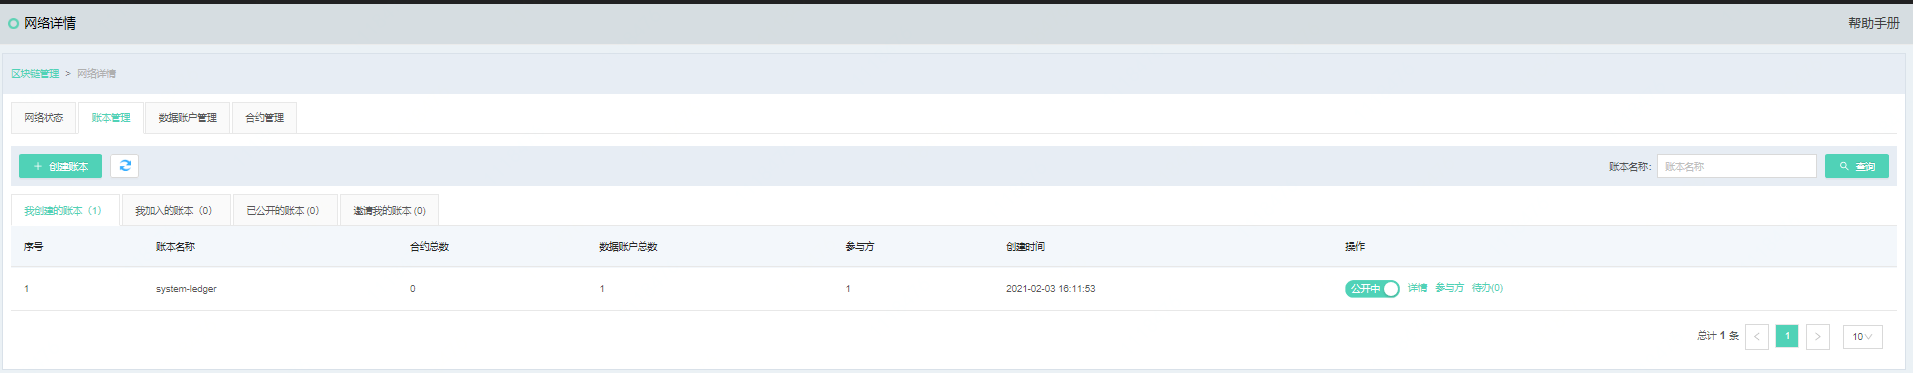 网络详情 帮助手册
区块链管理 > 网络详情
网络状态 账本管理 数据账户管理 合约管理
+ 创建账本 账本名称: 账本名称 查询
我创建的账本（1） 我加入的账本（0） 已公开的账本 (0) 邀请我的账本 (0)
序号 账本名称 合约总数 数据账户总数 参与方 创建时间 操作
1 system-ledger 0 1 1 2021-02-03 16:11:53 公开中 详情 参与方 待办(0)
总计 1 条 < 1 > 10